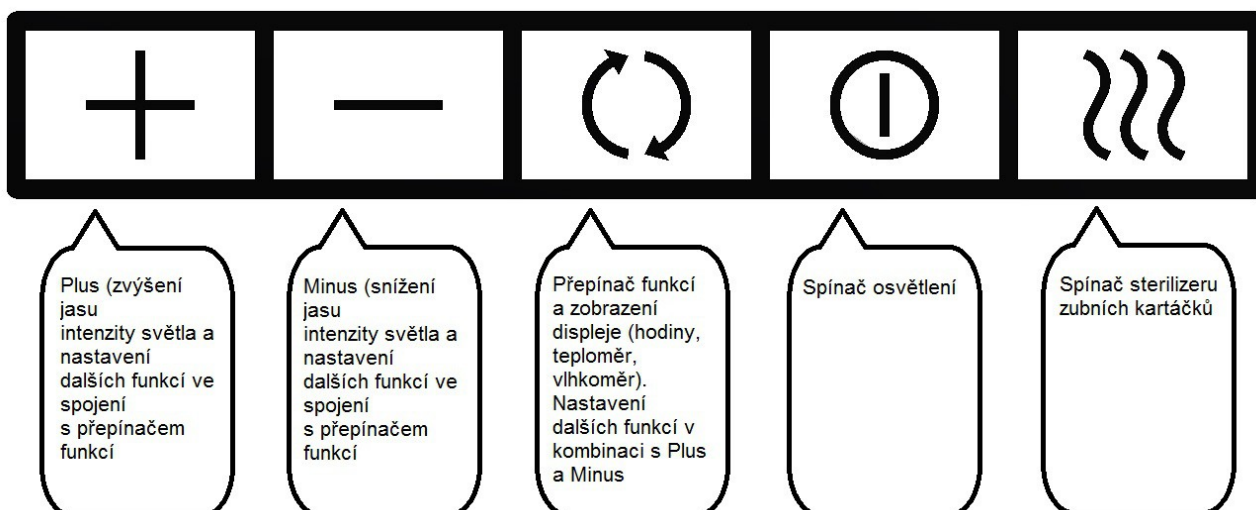 Plus (zvýšení
jasu
intenzity světla a
nastavení
dalších funkcí ve
spojení
s přepínačem
funkcí
Minus (snížení
jasu
intenzity světla a
nastavení
dalších funkcí ve
spojení
s přepínačem
funkcí
Přepínač funkcí
a zobrazení
displeje (hodiny,
teploměr,
vlhkoměr).
Nastavení
dalších funkcí v
kombinaci s Plus
a Minus
Spínač osvětlení
Spínač sterilizeru
zubních kartáčků